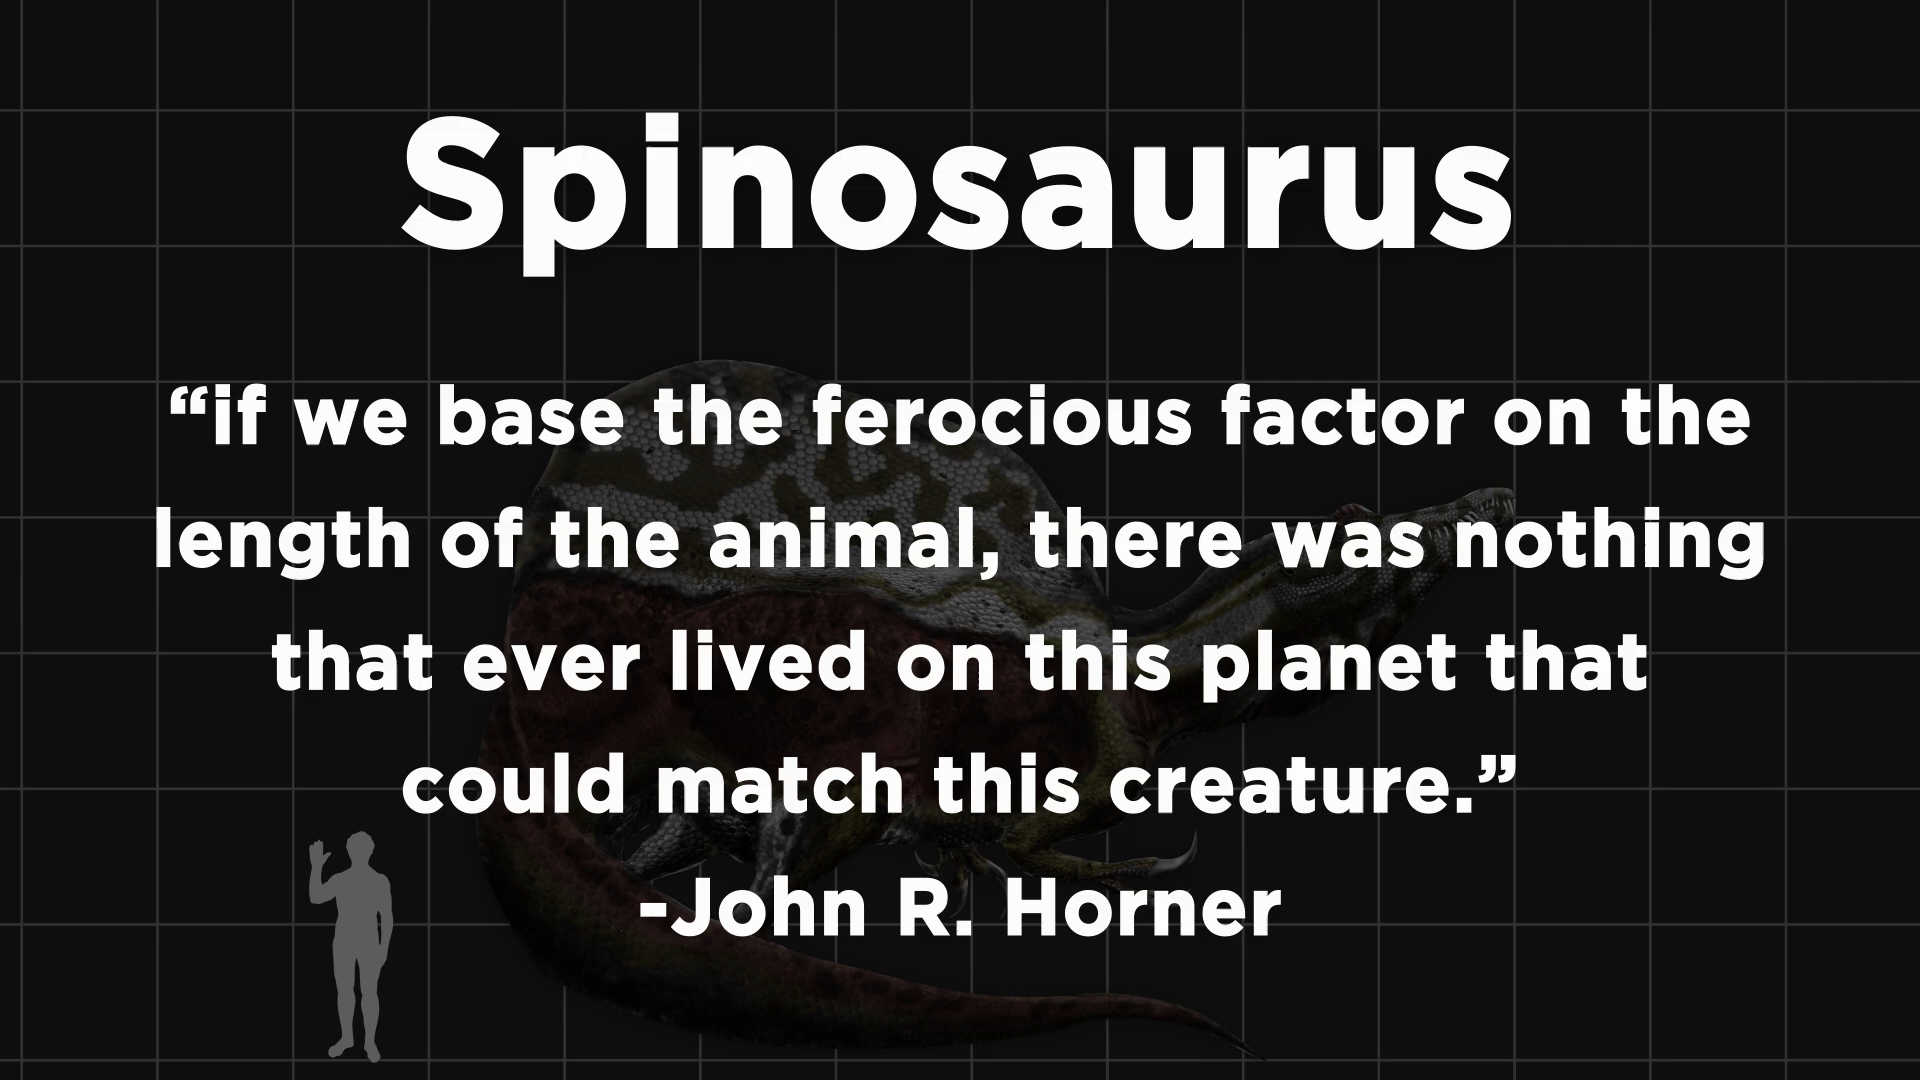 Spinosaurus
“if we base the ferocious factor on the
length of the animal, there was nothing
that ever lived on this planet that
could match this creature.”
-John R. Horner